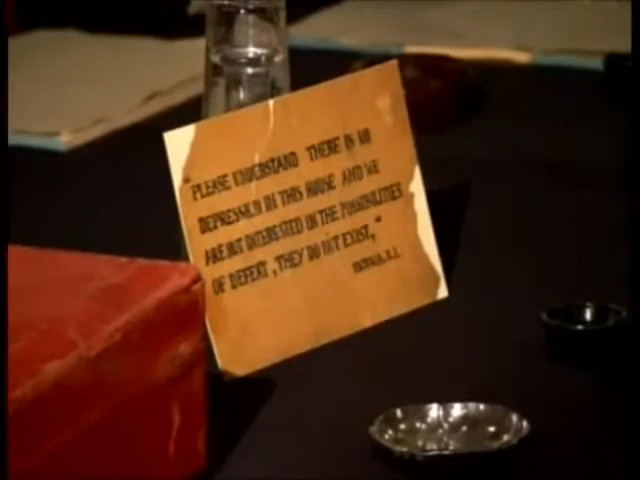 "PLEASE UNDERSTAND THERE IS NO
DEPRESSION IN THIS HOUSE AND WE
ARE NOT INTERESTED IN THE POSSIBILITIES
OF DEFEAT, THEY DO NOT EXIST,"
VICTORIA, R.I.